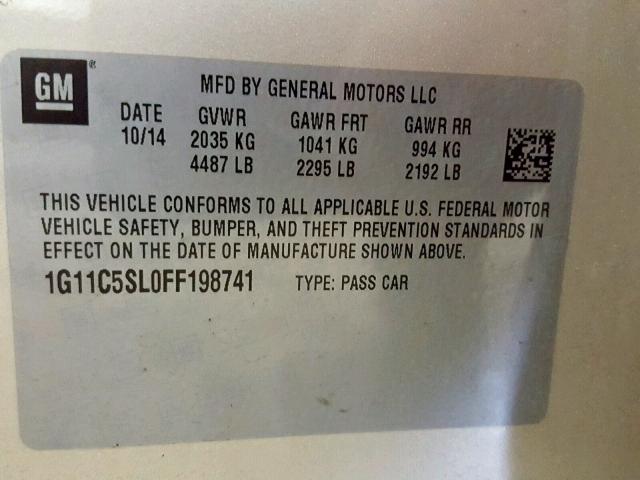 GM®
MFD BY GENERAL MOTORS LLC
DATE GVWR GAWR FRT GAWR RR
10/14 2035 KG 1041 KG 994 KG
4487 LB 2295 LB 2192 LB
THIS VEHICLE CONFORMS TO ALL APPLICABLE U.S. FEDERAL MOTOR
VEHICLE SAFETY, BUMPER, AND THEFT PREVENTION STANDARDS IN
EFFECT ON THE DATE OF MANUFACTURE SHOWN ABOVE.
1G11C5SL0FF198741 TYPE: PASS CAR